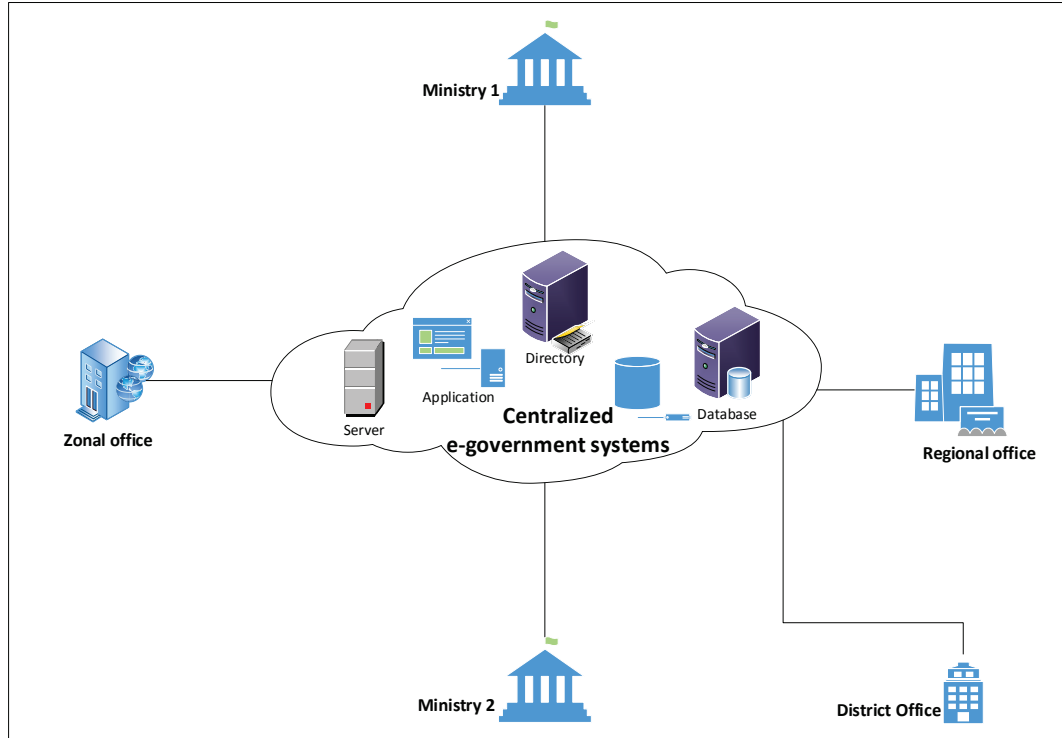 Ministry 1
Directory
Application
Database
Server
Centralized
e-government systems
Zonal office
Regional office
Ministry 2
District Office